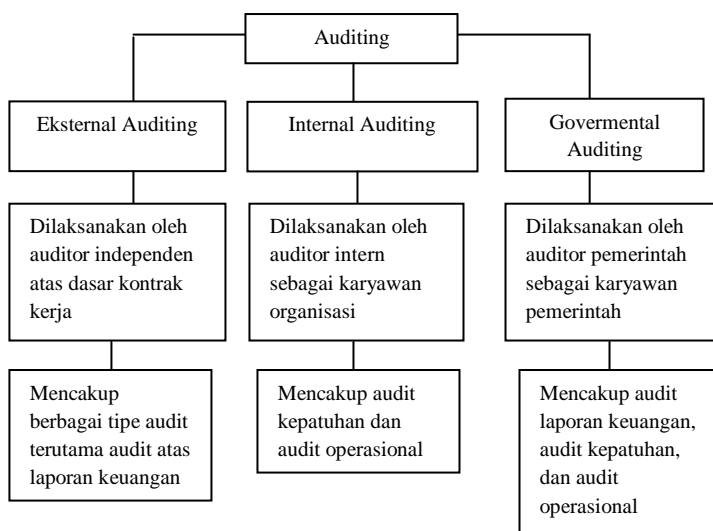 Auditing
Eksternal Auditing
Internal Auditing
Govermental
Auditing
Dilaksanakan oleh
auditor independen
atas dasar kontrak
kerja
Dilaksanakan oleh
auditor intern
sebagai karyawan
organisasi
Dilaksanakan oleh
auditor pemerintah
sebagai karyawan
pemerintah
Mencakup
berbagai tipe audit
terutama audit atas
laporan keuangan
Mencakup audit
kepatuhan dan
audit operasional
Mencakup audit
laporan keuangan,
audit kepatuhan,
dan audit
operasional